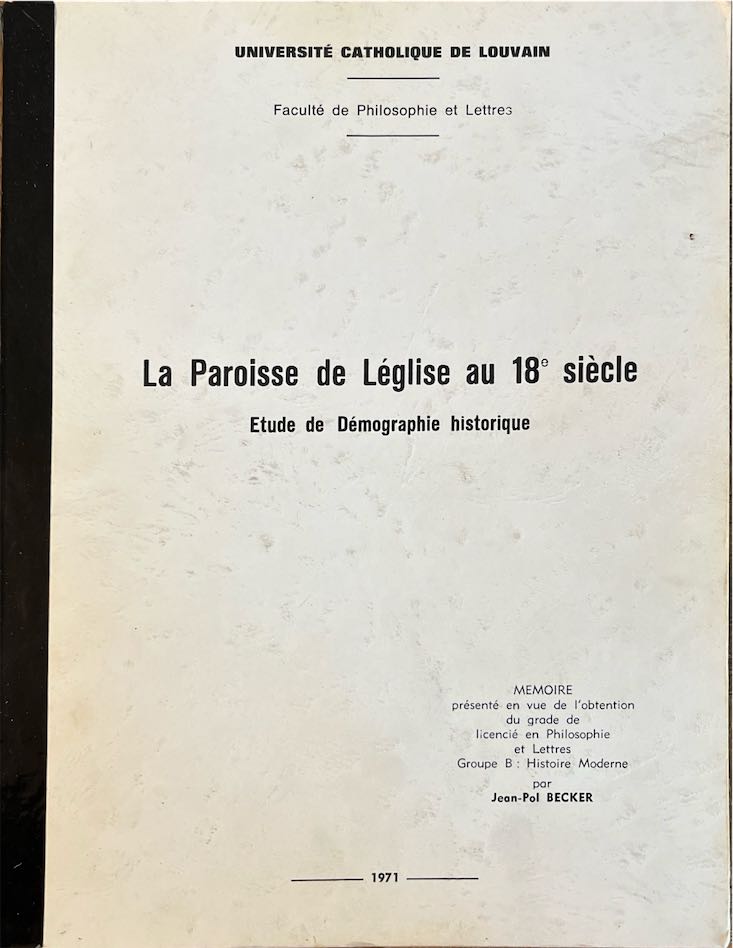 UNIVERSITÉ CATHOLIQUE DE LOUVAIN
Faculté de Philosophie et Lettres
La Paroisse de Léglise au 18e siècle
Etude de Démographie historique
MEMOIRE
présenté en vue de l'obtention
du grade de
licencié en Philosophie
et Lettres
Groupe B : Histoire Moderne
par
Jean-Pol BECKER
1971